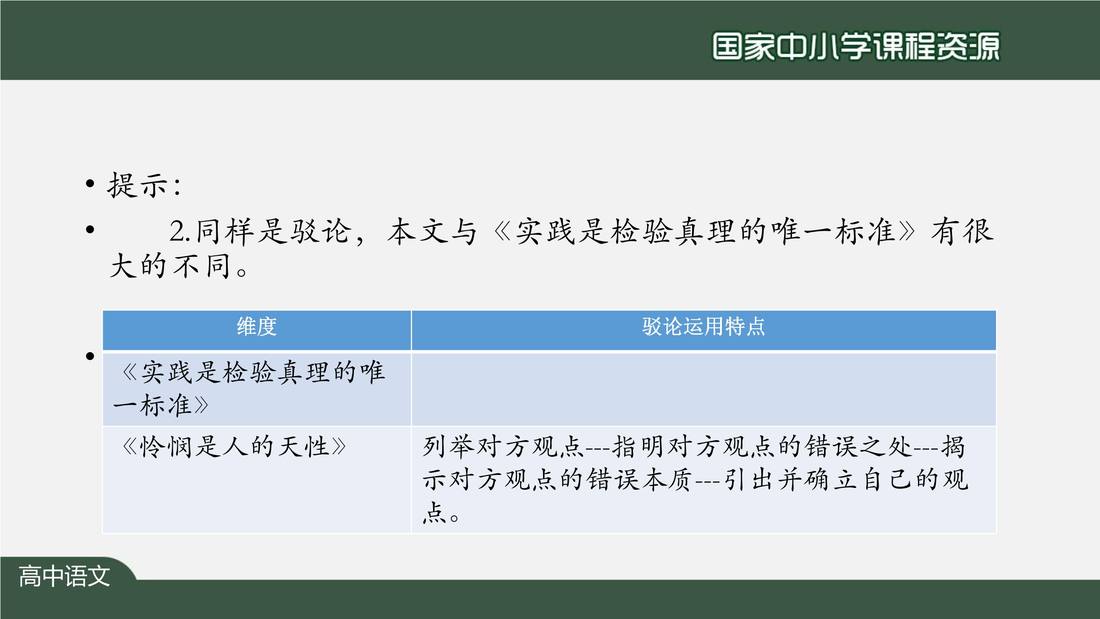 国家中小学课程资源
• 提示：
• 2.同样是驳论，本文与《实践是检验真理的唯一标准》有很
大的不同。
维度 驳论运用特点
•
《实践是检验真理的唯
一标准》
《怜悯是人的天性》 列举对方观点---指明对方观点的错误之处---揭
示对方观点的错误本质---引出并确立自己的观
点。
高中语文